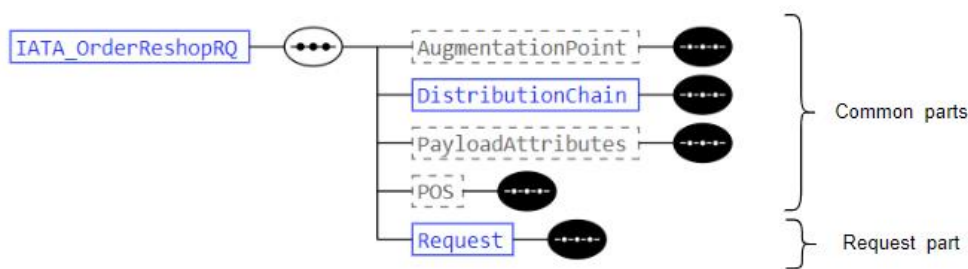 IATA_OrderReshopRQ
AugmentationPoint
DistributionChain
PayloadAttributes
POS
Request
Common parts
Request part